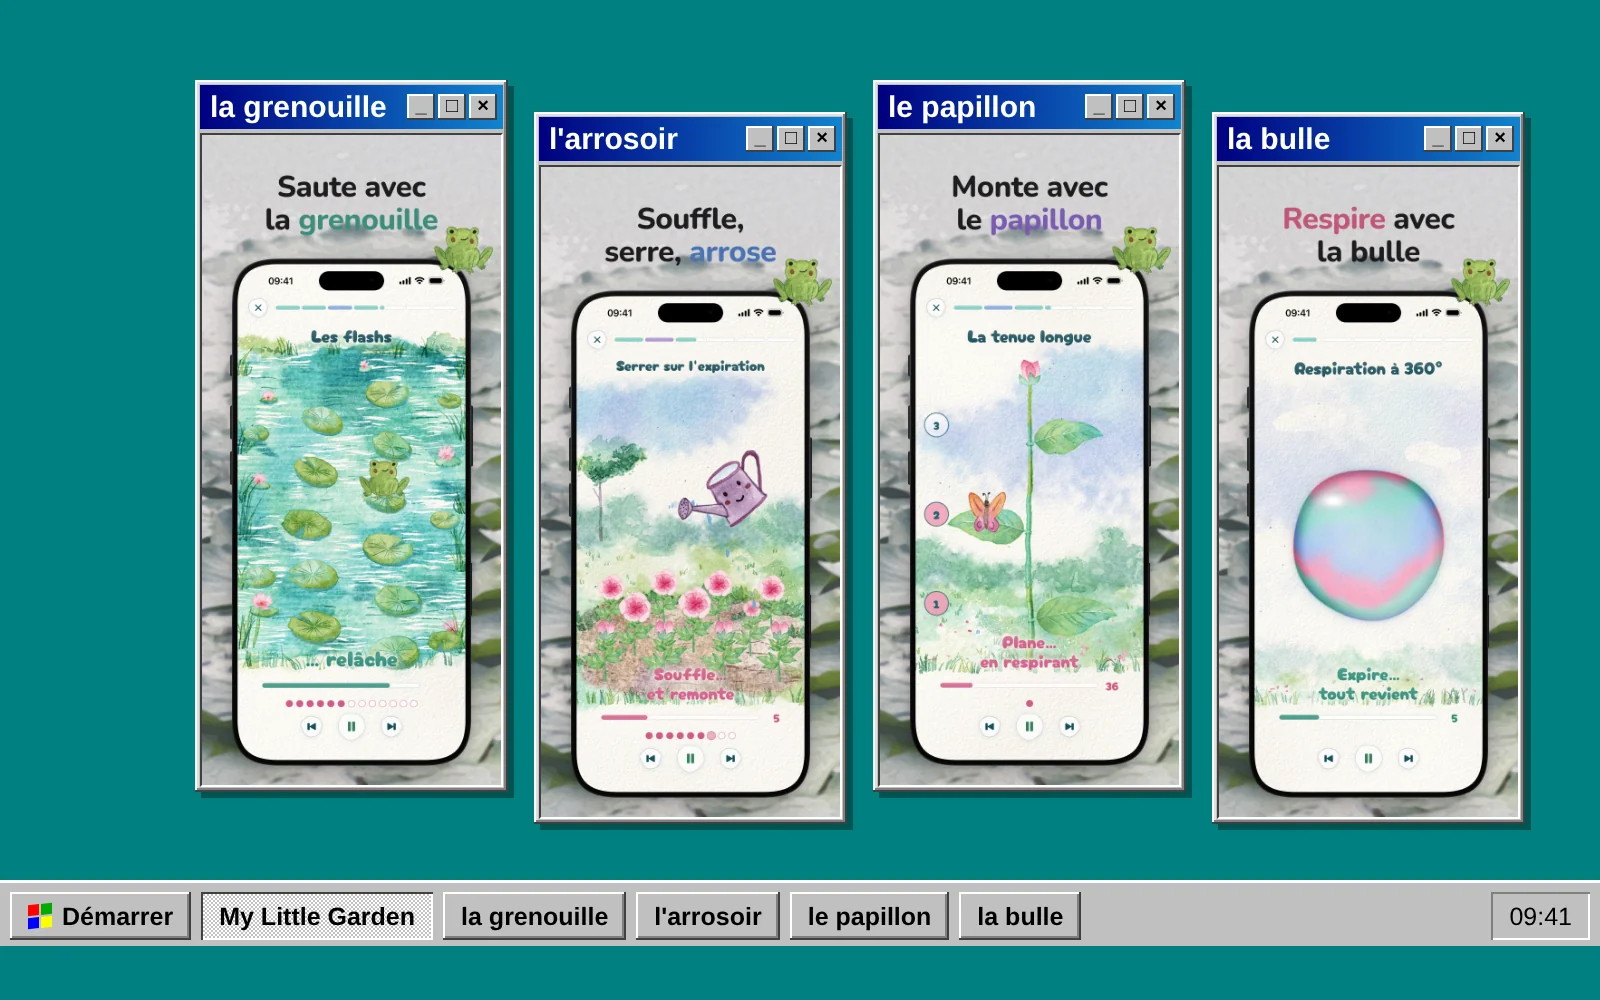 la grenouille
Saute avec
la grenouille
09:41
Les flashs
... relâche
l'arrosoir
Souffle,
serre, arrose
09:41
Serrer sur l'expiration
Souffle...
et remonte
5
le papillon
Monte avec
le papillon
09:41
La tenue longue
3
2
1
Plane...
en respirant
36
la bulle
Respire avec
la bulle
09:41
Respiration à 360°
Expire...
tout revient
5
Démarrer
My Little Garden
la grenouille
l'arrosoir
le papillon
la bulle
09:41